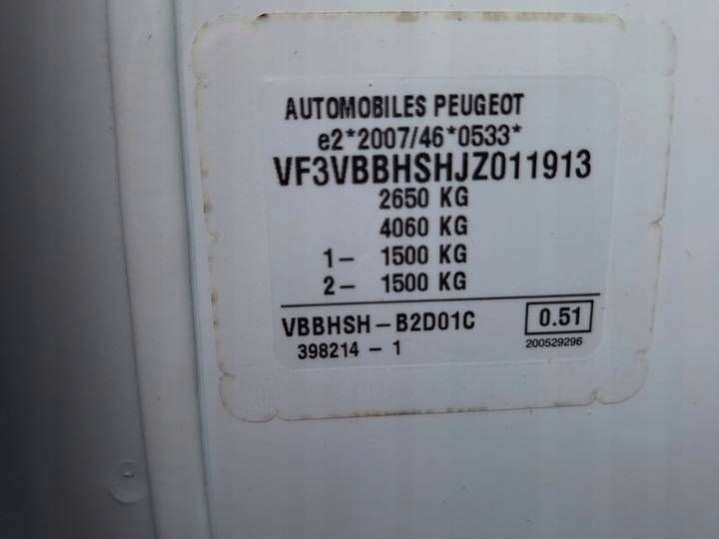 AUTOMOBILES PEUGEOT
e2*2007/46*0533*
VF3VBBHSHJZ011913
2650 KG
4060 KG
1- 1500 KG
2- 1500 KG
VBBHSH-B2D01C 0.51
398214-1 200529296